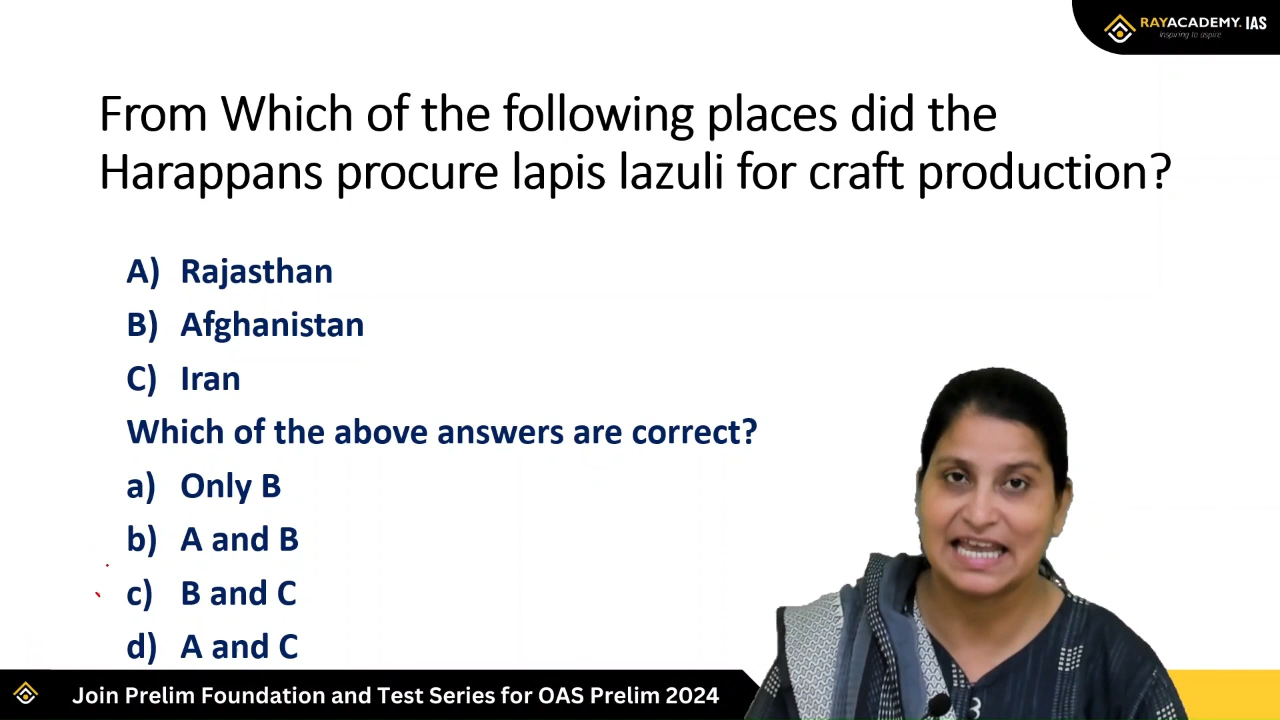 RAYACADEMY. IAS
Inspiring to aspire
From Which of the following places did the
Harappans procure lapis lazuli for craft production?
A) Rajasthan
B) Afghanistan
C) Iran
Which of the above answers are correct?
a) Only B
b) A and B
c) B and C
d) A and C
Join Prelim Foundation and Test Series for OAS Prelim 2024